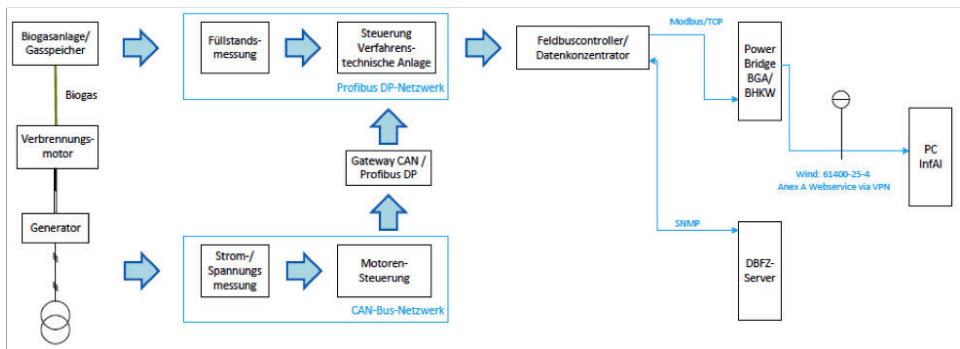 Biogasanlage/
Gasspeicher
Biogas
Verbrennungs-
motor
Generator
Füllstands-
messung
Steuerung
Verfahrens-
technische Anlage
Profibus DP-Netzwerk
Gateway CAN /
Profibus DP
Strom-/
Spannungs
messung
Motoren-
Steuerung
CAN-Bus-Netzwerk
Feldbuscontroller/
Datenkonzentrator
Modbus/TCP
Power
Bridge
BGA/
BHKW
Wind: 61400-25-4
Anex A Webservice via VPN
PC
InfAI
SNMP
DBFZ-
Server